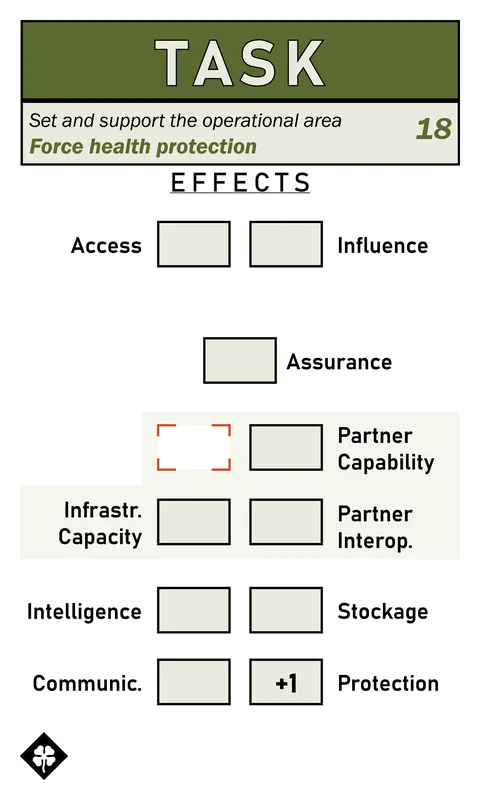 TASK
Set and support the operational area
Force health protection
18
EFFECTS
Access
Influence
Assurance
Partner
Capability
Infrastr.
Capacity
Partner
Interop.
Intelligence
Stockage
Communic.
+1
Protection